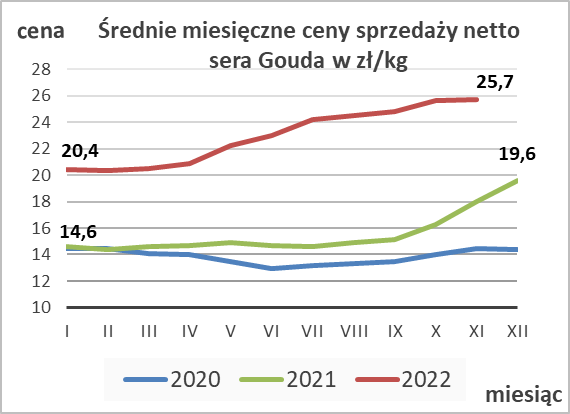 cena
Średnie miesięczne ceny sprzedaży netto
sera Gouda w zł/kg
28
26
24
22
20
18
16
14
12
10
25,7
20,4
19,6
14,6
I II III IV V VI VII VIII IX X XI XII
2020 2021 2022
miesiąc